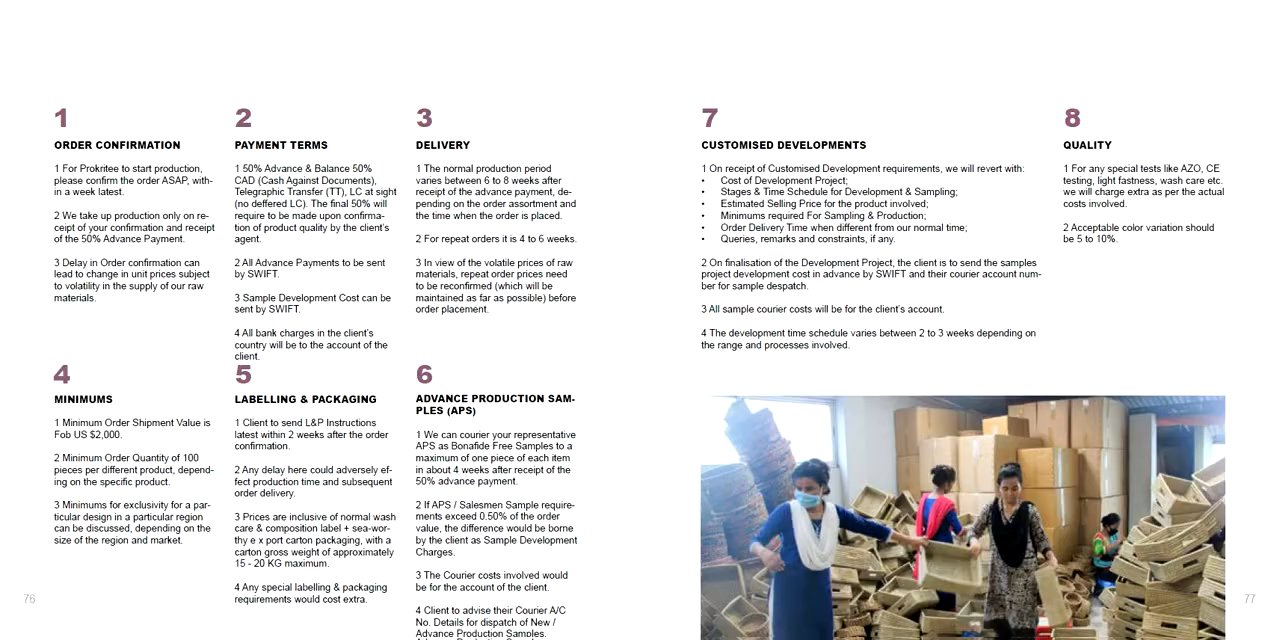 1
ORDER CONFIRMATION
1 For Prokritee to start production,
please confirm the order ASAP, with-
in a week latest.
2 We take up production only on re-
ceipt of your confirmation and receipt
of the 50% Advance Payment.
3 Delay in Order confirmation can
lead to change in unit prices subject
to volatility in the supply of our raw
materials.
2
PAYMENT TERMS
1 50% Advance & Balance 50%
CAD (Cash Against Documents),
Telegraphic Transfer (TT), LC at sight
(no deffered LC). The final 50% will
require to be made upon confirma-
tion of product quality by the client's
agent.
2 All Advance Payments to be sent
by SWIFT.
3 Sample Development Cost can be
sent by SWIFT.
4 All bank charges in the client's
country will be to the account of the
client.
3
DELIVERY
1 The normal production period
varies between 6 to 8 weeks after
receipt of the advance payment, de-
pending on the order assortment and
the time when the order is placed.
2 For repeat orders it is 4 to 6 weeks.
3 In view of the volatile prices of raw
materials, repeat order prices need
to be reconfirmed (which will be
maintained as far as possible) before
order placement.
4
MINIMUMS
1 Minimum Order Shipment Value is
Fob US $2,000.
2 Minimum Order Quantity of 100
pieces per different product, depend-
ing on the specific product.
3 Minimums for exclusivity for a par-
ticular design in a particular region
can be discussed, depending on the
size of the region and market.
5
LABELLING & PACKAGING
1 Client to send L&P Instructions
latest within 2 weeks after the order
confirmation.
2 Any delay here could adversely ef-
fect production time and subsequent
order delivery.
3 Prices are inclusive of normal wash
care & composition label + sea-wor-
thy e x port carton packaging, with a
carton gross weight of approximately
15 - 20 KG maximum.
4 Any special labelling & packaging
requirements would cost extra.
6
ADVANCE PRODUCTION SAM-
PLES (APS)
1 We can courier your representative
APS as Bonafide Free Samples to a
maximum of one piece of each item
in about 4 weeks after receipt of the
50% advance payment.
2 If APS / Salesmen Sample require-
ments exceed 0.50% of the order
value, the difference would be borne
by the client as Sample Development
Charges.
3 The Courier costs involved would
be for the account of the client.
4 Client to advise their Courier A/C
No. Details for dispatch of New /
Advance Production Samples.
76
7
CUSTOMISED DEVELOPMENTS
1 On receipt of Customised Development requirements, we will revert with:
• Cost of Development Project;
• Stages & Time Schedule for Development & Sampling;
• Estimated Selling Price for the product involved;
• Minimums required For Sampling & Production;
• Order Delivery Time when different from our normal time;
• Queries, remarks and constraints, if any.
2 On finalisation of the Development Project, the client is to send the samples
project development cost in advance by SWIFT and their courier account num-
ber for sample despatch.
3 All sample courier costs will be for the client's account.
4 The development time schedule varies between 2 to 3 weeks depending on
the range and processes involved.
8
QUALITY
1 For any special tests like AZO, CE
testing, light fastness, wash care etc.
we will charge extra as per the actual
costs involved.
2 Acceptable color variation should
be 5 to 10%.
77